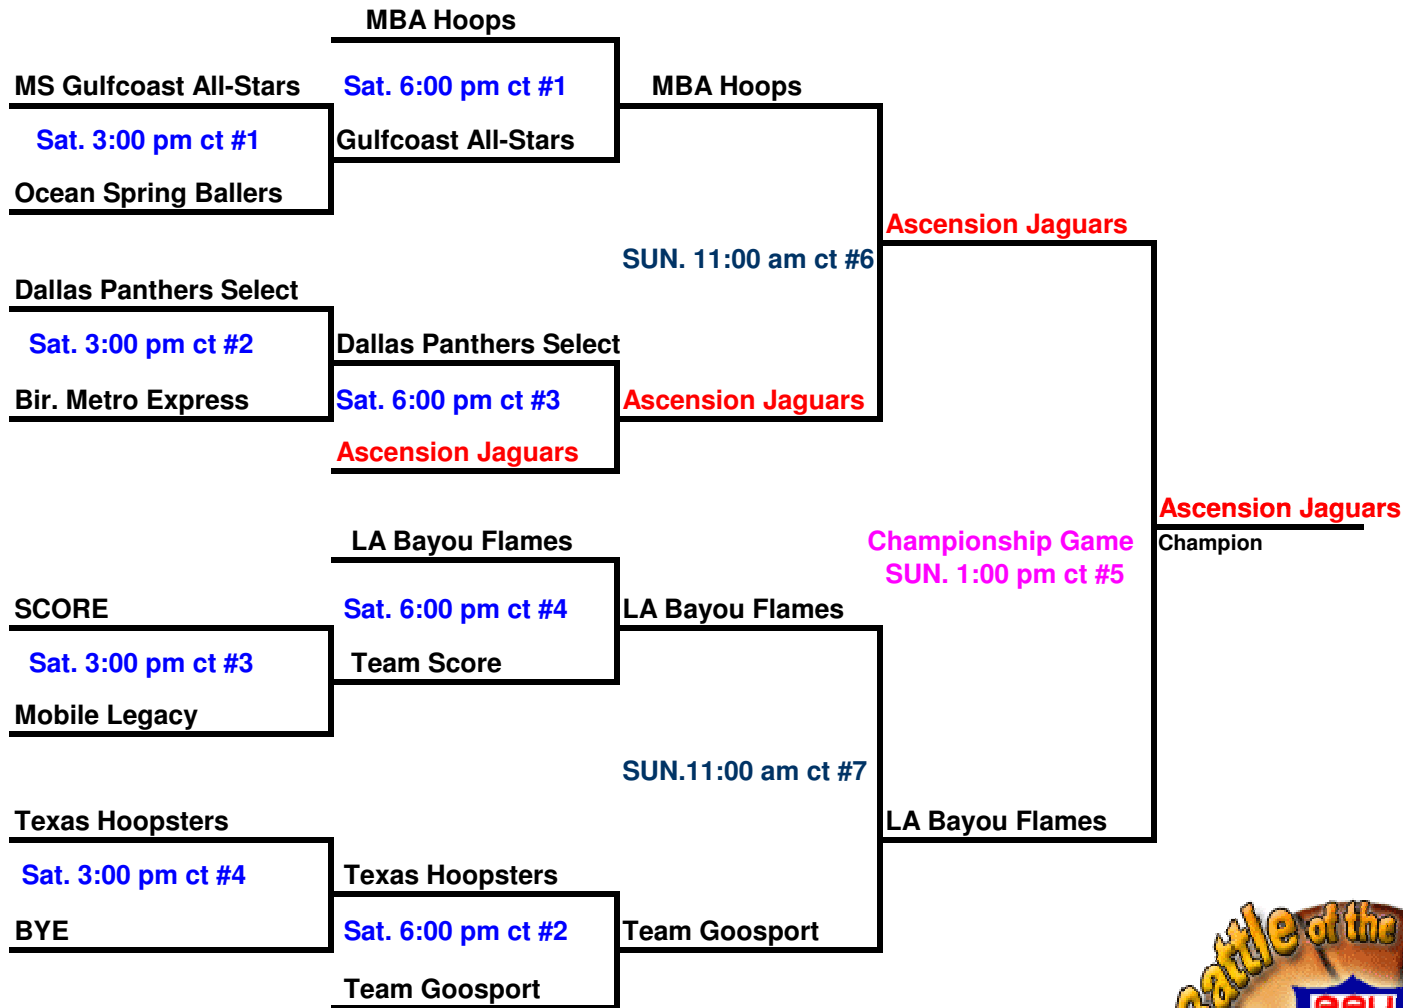 MBA Hoops
MS Gulfcoast All-Stars
Sat. 6:00 pm ct #1
MBA Hoops
Sat. 3:00 pm ct #1
Gulfcoast All-Stars
Ocean Spring Ballers
Ascension Jaguars
SUN. 11:00 am ct #6
Dallas Panthers Select
Sat. 3:00 pm ct #2
Dallas Panthers Select
Bir. Metro Express
Sat. 6:00 pm ct #3
Ascension Jaguars
Ascension Jaguars
Ascension Jaguars
LA Bayou Flames
Championship Game
Champion
SUN. 1:00 pm ct #5
SCORE
Sat. 6:00 pm ct #4
LA Bayou Flames
Sat. 3:00 pm ct #3
Team Score
Mobile Legacy
SUN.11:00 am ct #7
Texas Hoopsters
LA Bayou Flames
Sat. 3:00 pm ct #4
Texas Hoopsters
BYE
Sat. 6:00 pm ct #2
Team Goosport
Team Goosport
Battle of the